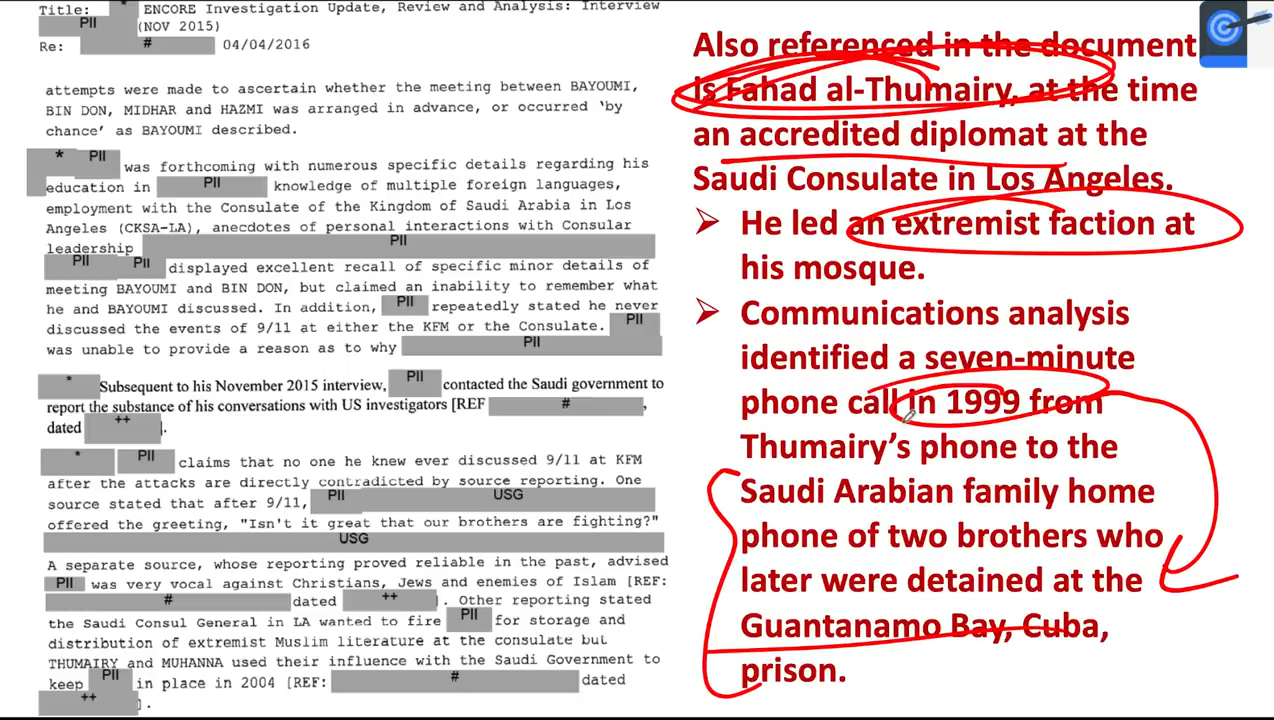 Title: * ENCORE Investigation Update, Review and Analysis: Interview
PII (NOV 2015)
Re: # 04/04/2016
attempts were made to ascertain whether the meeting between BAYOUMI,
BIN DON, MIDHAR and HAZMI was arranged in advance, or occurred 'by
chance' as BAYOUMI described.
* PII was forthcoming with numerous specific details regarding his
education in PII knowledge of multiple foreign languages,
employment with the Consulate of the Kingdom of Saudi Arabia in Los
Angeles (CKSA-LA), anecdotes of personal interactions with Consular
leadership PII
PII PII displayed excellent recall of specific minor details of
meeting BAYOUMI and BIN DON, but claimed an inability to remember what
he and BAYOUMI discussed. In addition, PII repeatedly stated he never
discussed the events of 9/11 at either the KFM or the Consulate. PII
was unable to provide a reason as to why PII
* Subsequent to his November 2015 interview, PII contacted the Saudi government to
report the substance of his conversations with US investigators [REF # ,
dated ++ ].
* PII claims that no one he knew ever discussed 9/11 at KFM
after the attacks are directly contradicted by source reporting. One
source stated that after 9/11, PII USG
offered the greeting, "Isn't it great that our brothers are fighting?"
USG
A separate source, whose reporting proved reliable in the past, advised
PII was very vocal against Christians, Jews and enemies of Islam [REF:
# dated ++ ]. Other reporting stated
the Saudi Consul General in LA wanted to fire PII for storage and
distribution of extremist Muslim literature at the consulate but
THUMAIRY and MUHANNA used their influence with the Saudi Government to
keep PII in place in 2004 [REF: # dated
++ ].
Also referenced in the document
is Fahad al-Thumairy, at the time
an accredited diplomat at the
Saudi Consulate in Los Angeles.
➢ He led an extremist faction at
his mosque.
➢ Communications analysis
identified a seven-minute
phone call in 1999 from
Thumairy's phone to the
Saudi Arabian family home
phone of two brothers who
later were detained at the
Guantanamo Bay, Cuba,
prison.